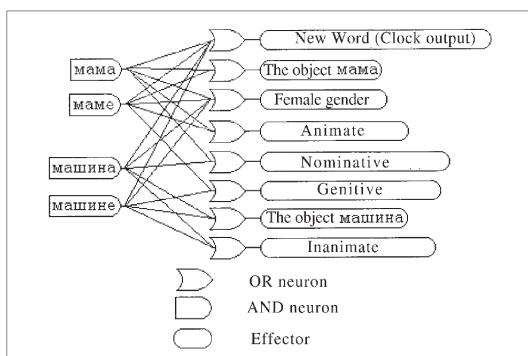 New Word (Clock output)
мама
The object мама
маме
Female gender
Animate
машина
Nominative
машине
Genitive
The object машина
Inanimate
OR neuron
AND neuron
Effector